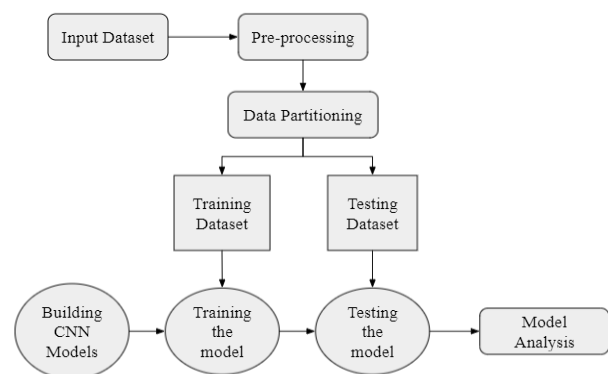 Input Dataset
Pre-processing
Data Partitioning
Training
Dataset
Testing
Dataset
Building
CNN
Models
Training
the
model
Testing
the
model
Model
Analysis